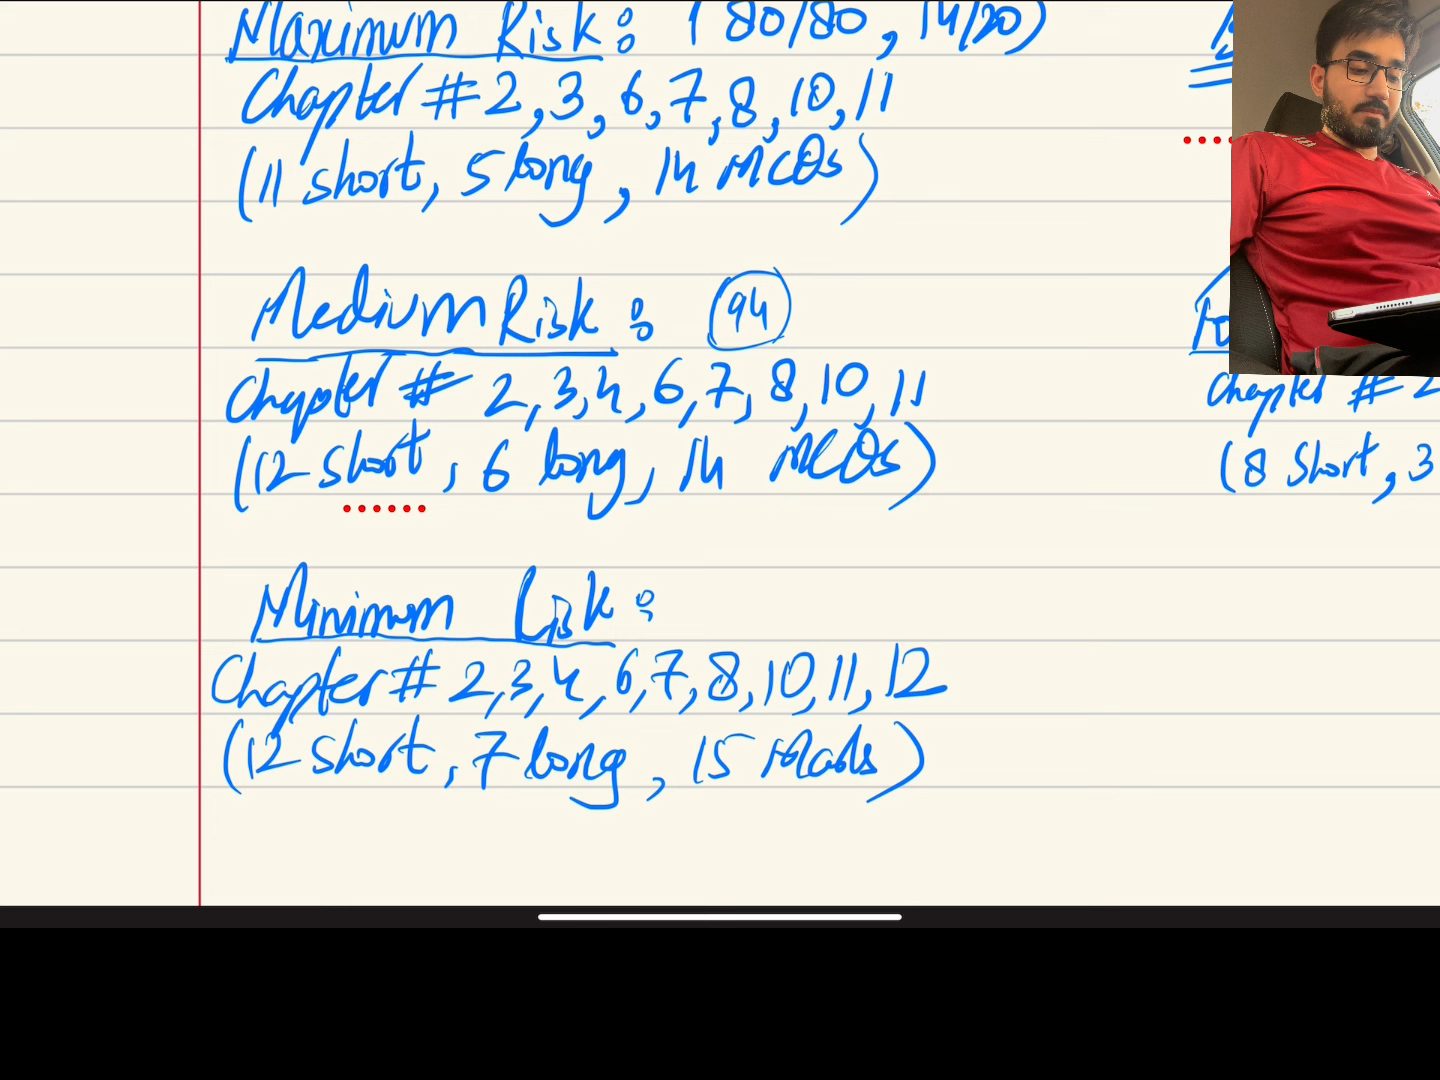 Maximum Risk: (80/80, 14/20)
Chapter # 2, 3, 6, 7, 8, 10, 11
(11 short, 5 long, 14 MCQs)
Medium Risk: 94
Chapter # 2, 3, 4, 6, 7, 8, 10, 11
(12 short, 6 long, 14 MCQs)
Minimum Risk:
Chapter # 2, 3, 4, 6, 7, 8, 10, 11, 12
(12 short, 7 long, 15 )
Chapter # 2
(8 Short, 3